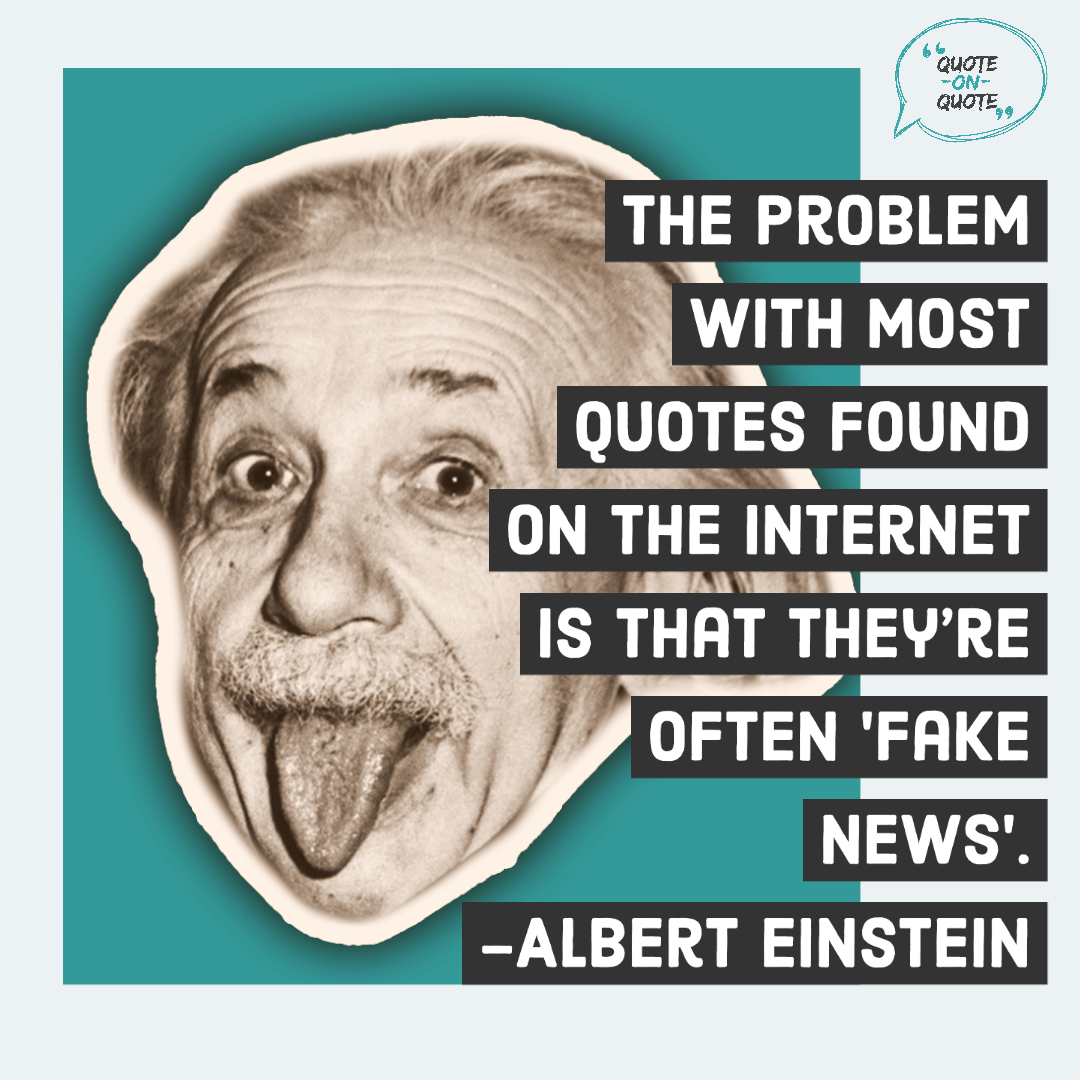 “QUOTE
-ON-
QUOTE”
THE PROBLEM
WITH MOST
QUOTES FOUND
ON THE INTERNET
IS THAT THEY’RE
OFTEN 'FAKE
NEWS'.
–ALBERT EINSTEIN